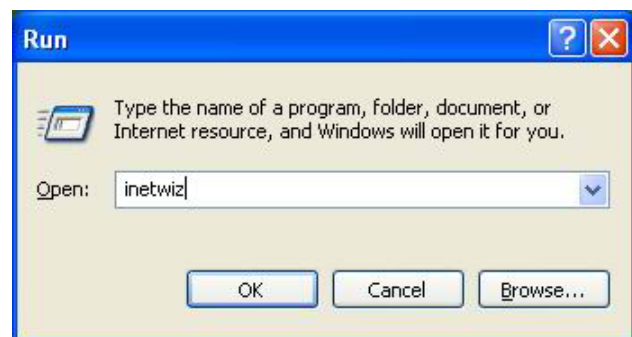 Run
Type the name of a program, folder, document, or
Internet resource, and Windows will open it for you.
Open: inetwiz
OK Cancel Browse...